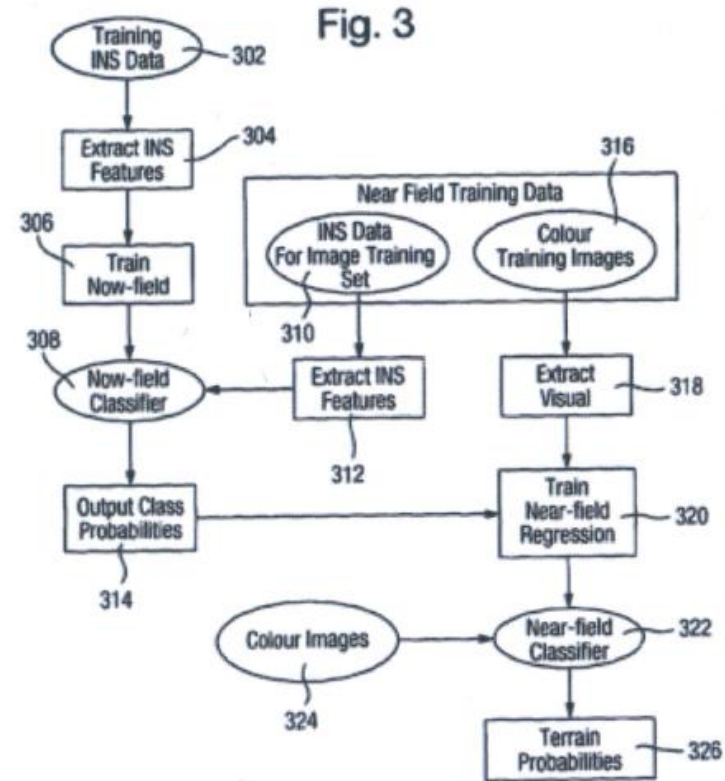 Fig. 3
Training
INS Data
302
Extract INS
Features
304
306
Train
Now-field
308
Now-field
Classifier
Output Class
Probabilities
314
Near Field Training Data
316
INS Data
For Image Training
Set
310
Colour
Training Images
Extract INS
Features
312
Extract
Visual
318
Train
Near-field
Regression
320
Colour Images
324
Near-field
Classifier
322
Terrain
Probabilities
326